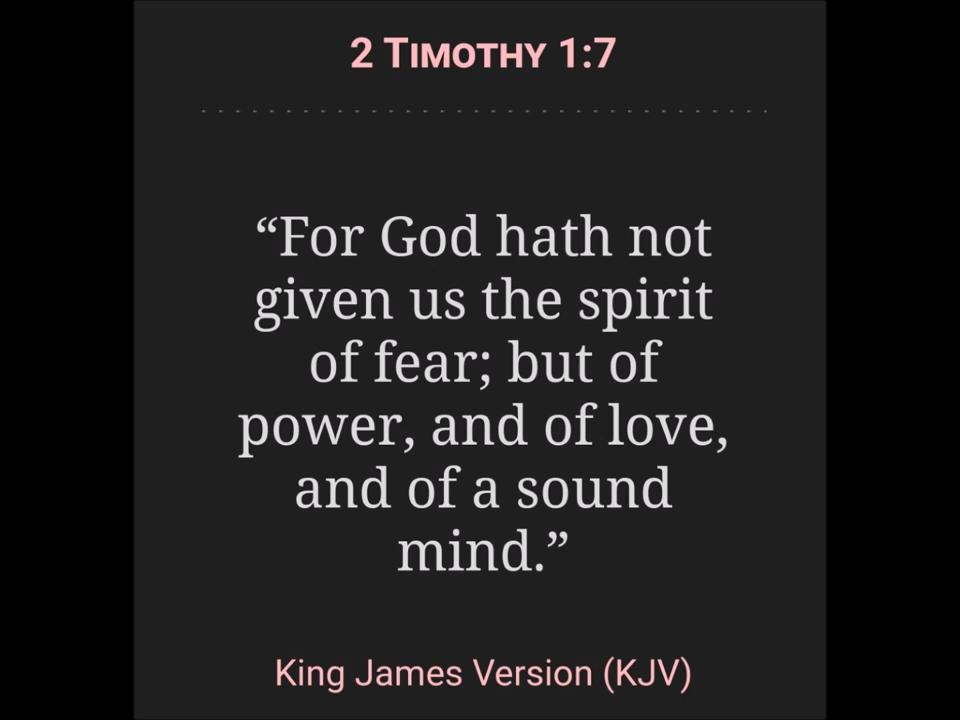 2 Timothy 1:7
“For God hath not
given us the spirit
of fear; but of
power, and of love,
and of a sound
mind.”
King James Version (KJV)